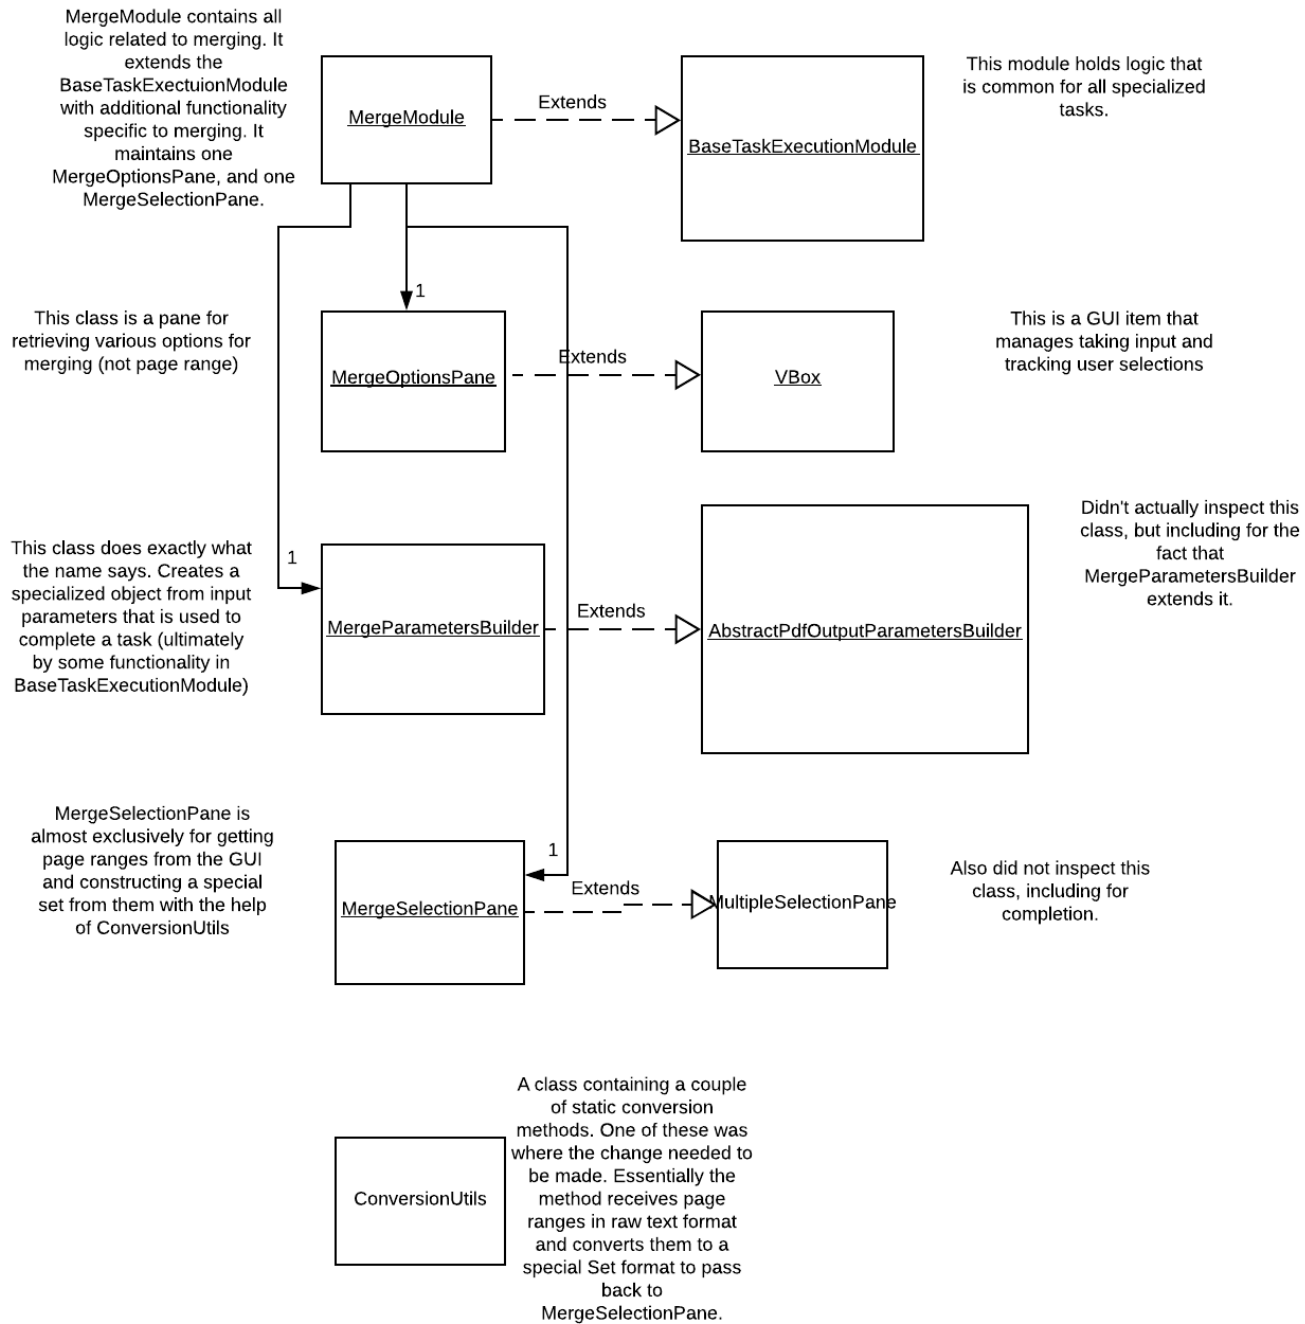 MergeModule contains all
logic related to merging. It
extends the
BaseTaskExectuionModule
with additional functionality
specific to merging. It
maintains one
MergeOptionsPane, and one
MergeSelectionPane.
MergeModule
Extends
BaseTaskExecutionModule
This module holds logic that
is common for all specialized
tasks.
1
This class is a pane for
retrieving various options for
merging (not page range)
MergeOptionsPane
Extends
VBox
This is a GUI item that
manages taking input and
tracking user selections
This class does exactly what
the name says. Creates a
specialized object from input
parameters that is used to
complete a task (ultimately
by some functionality in
BaseTaskExecutionModule)
1
MergeParametersBuilder
Extends
AbstractPdfOutputParametersBuilder
Didn't actually inspect this
class, but including for the
fact that
MergeParametersBuilder
extends it.
MergeSelectionPane is
almost exclusively for getting
page ranges from the GUI
and constructing a special
set from them with the help
of ConversionUtils
1
MergeSelectionPane
Extends
MultipleSelectionPane
Also did not inspect this
class, including for
completion.
ConversionUtils
A class containing a couple
of static conversion
methods. One of these was
where the change needed to
be made. Essentially the
method receives page
ranges in raw text format
and converts them to a
special Set format to pass
back to
MergeSelectionPane.